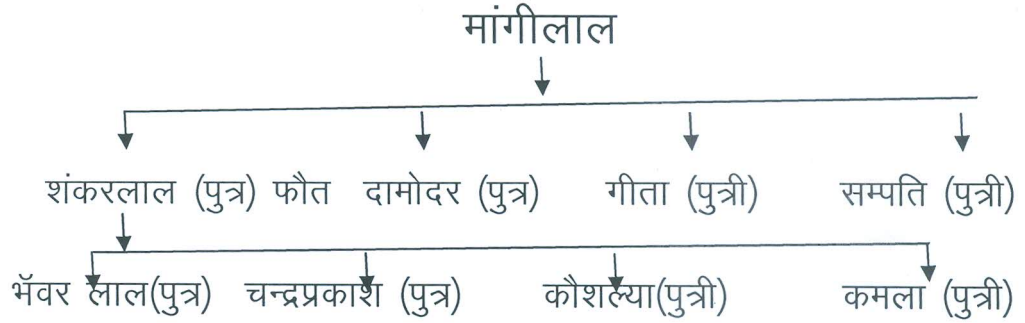 मांगीलाल
शंकरलाल (पुत्र) फौत दामोदर (पुत्र) गीता (पुत्री) सम्पति (पुत्री)
भॅवर लाल(पुत्र) चन्द्रप्रकाश (पुत्र) कौशल्या(पुत्री) कमला (पुत्री)